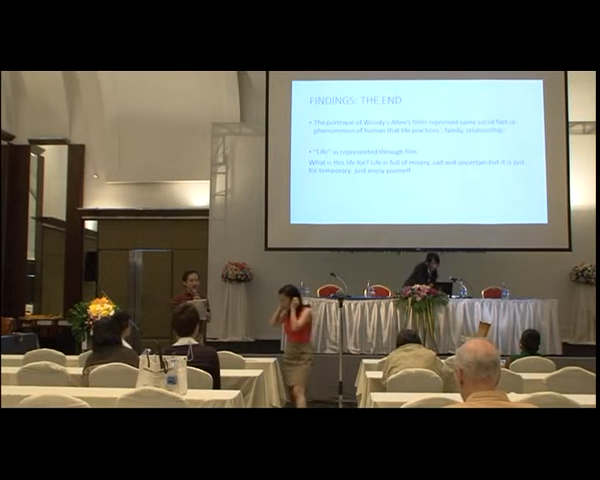 FINDINGS: THE END
• The portrayal of Woody's Allen's films represent same social fact or
phenomenon of human that life practices : family, relationship.
• "Life" as represented through film
What is this life for? Life is full of misery, sad and uncertain but it is just
for temporary. Just enjoy yourself